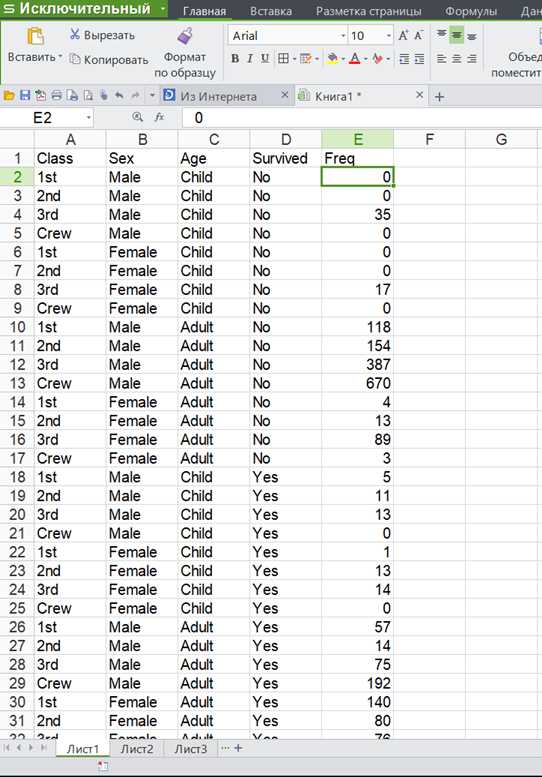 S Исключительный Главная Вставка Разметка страницы Формулы
Вставить Вырезать Копировать Формат по образцу Arial 10 A+ A- B I U A
Из Интернета Книга1 *
E2 fx 0
A B C D E F G
1 Class Sex Age Survived Freq
2 1st Male Child No 0
3 2nd Male Child No 0
4 3rd Male Child No 35
5 Crew Male Child No 0
6 1st Female Child No 0
7 2nd Female Child No 0
8 3rd Female Child No 17
9 Crew Female Child No 0
10 1st Male Adult No 118
11 2nd Male Adult No 154
12 3rd Male Adult No 387
13 Crew Male Adult No 670
14 1st Female Adult No 4
15 2nd Female Adult No 13
16 3rd Female Adult No 89
17 Crew Female Adult No 3
18 1st Male Child Yes 5
19 2nd Male Child Yes 11
20 3rd Male Child Yes 13
21 Crew Male Child Yes 0
22 1st Female Child Yes 1
23 2nd Female Child Yes 13
24 3rd Female Child Yes 14
25 Crew Female Child Yes 0
26 1st Male Adult Yes 57
27 2nd Male Adult Yes 14
28 3rd Male Adult Yes 75
29 Crew Male Adult Yes 192
30 1st Female Adult Yes 140
31 2nd Female Adult Yes 80
32 3rd Female Adult Yes 76
Лист1 Лист2 Лист3 ··· +